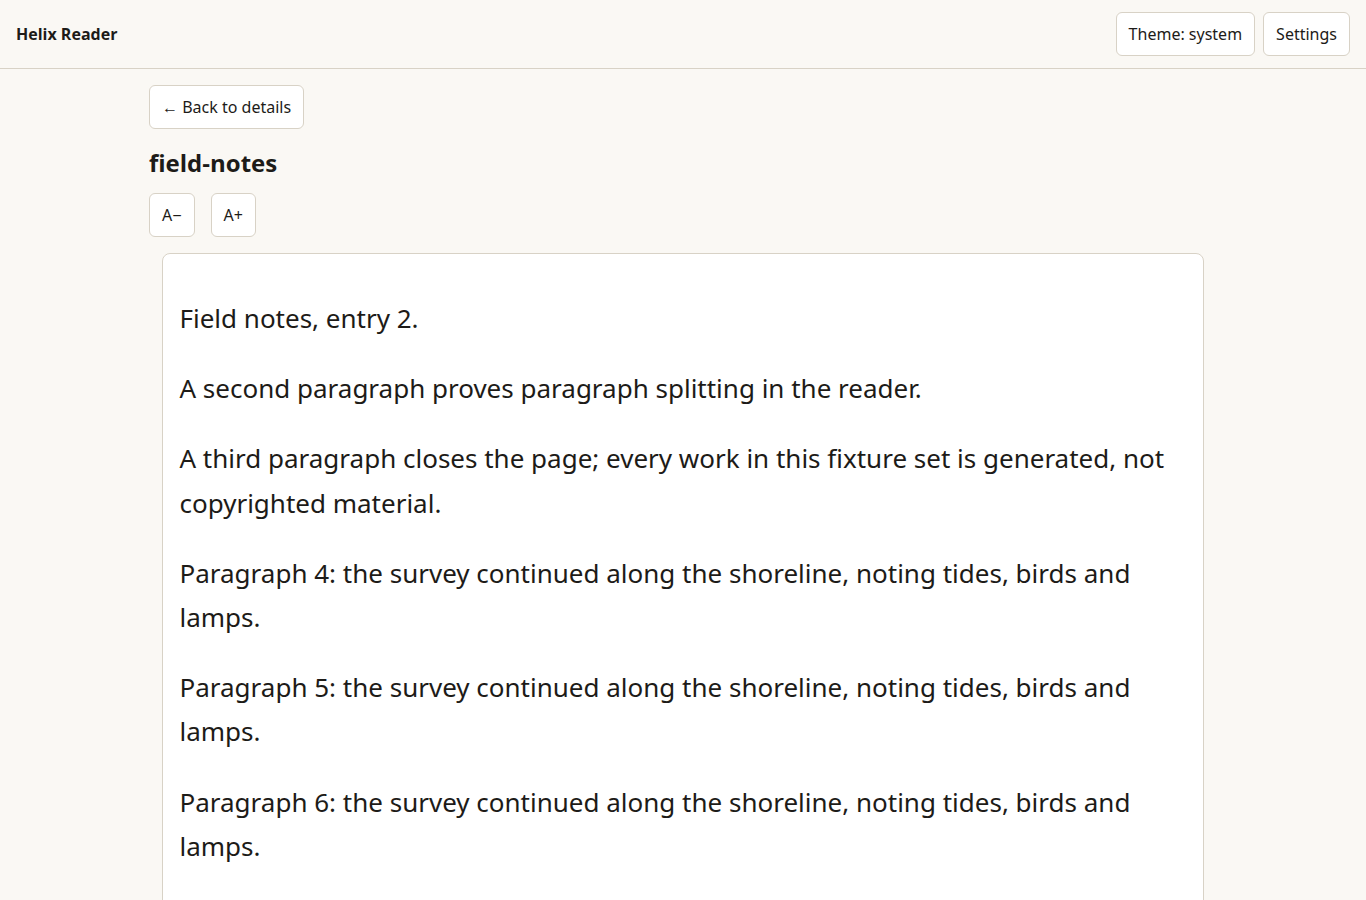 Helix Reader
Theme: system
Settings
← Back to details
field-notes
A−
A+
Field notes, entry 2.
A second paragraph proves paragraph splitting in the reader.
A third paragraph closes the page; every work in this fixture set is generated, not
copyrighted material.
Paragraph 4: the survey continued along the shoreline, noting tides, birds and
lamps.
Paragraph 5: the survey continued along the shoreline, noting tides, birds and
lamps.
Paragraph 6: the survey continued along the shoreline, noting tides, birds and
lamps.